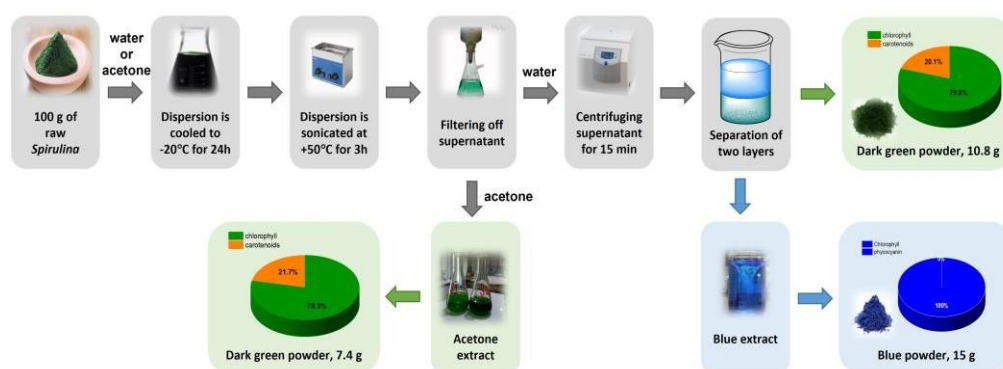 water
or
acetone
100 g of
raw
Spirulina
Dispersion is
cooled to
-20°C for 24h
Dispersion is
sonicated at
+50°C for 3h
Filtering off
supernatant
water
Centrifuging
supernatant
for 15 min
Separation of
two layers
chlorophyll
carotenoids
20.1%
79.9%
Dark green powder, 10.8 g
acetone
chlorophyll
carotenoids
21.7%
78.3%
Dark green powder, 7.4 g
Acetone
extract
Blue extract
Chlorophyll
phycocyanin
0%
100%
Blue powder, 15 g